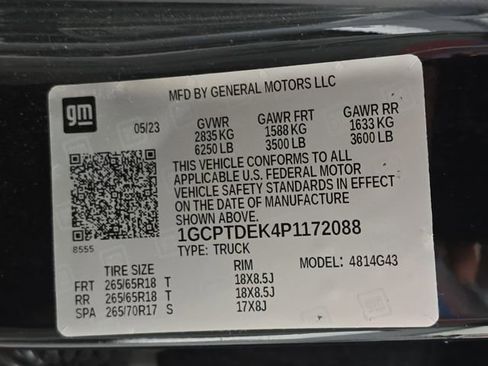 gm
MFD BY GENERAL MOTORS LLC
05/23
GVWR GAWR FRT GAWR RR
2835 KG 1588 KG 1633 KG
6250 LB 3500 LB 3600 LB
THIS VEHICLE CONFORMS TO ALL
APPLICABLE U.S. FEDERAL MOTOR
VEHICLE SAFETY STANDARDS IN EFFECT
ON THE DATE OF MANUFACTURE
SHOWN ABOVE.
8555
1GCPTDEK4P1172088
TYPE: TRUCK
TIRE SIZE RIM MODEL: 4814G43
FRT 265/65R18 T 18X8.5J
RR 265/65R18 T 18X8.5J
SPA 265/70R17 S 17X8J